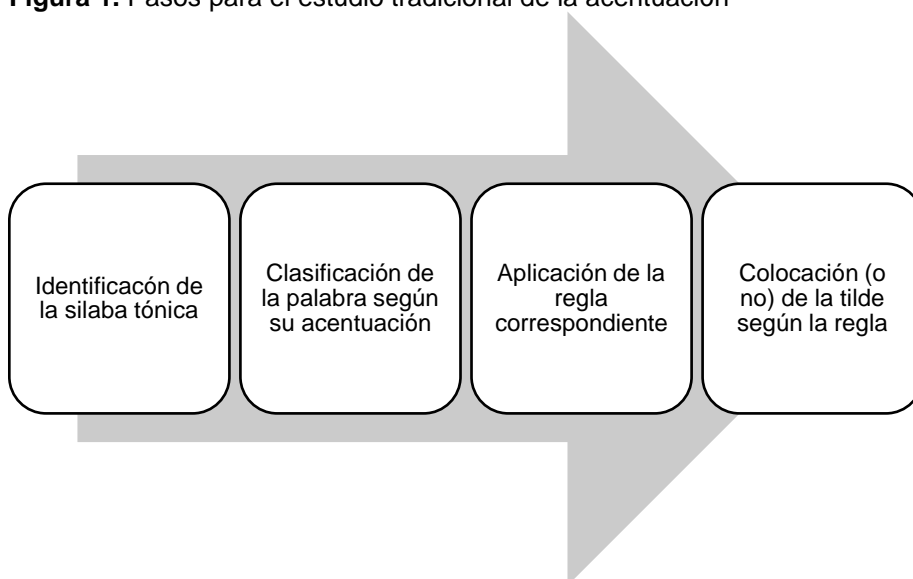 Figura 1. Pasos para el estudio tradicional de la acentuación
Identificacón de
la silaba tónica
Clasificación de
la palabra según
su acentuación
Aplicación de la
regla
correspondiente
Colocación (o
no) de la tilde
según la regla